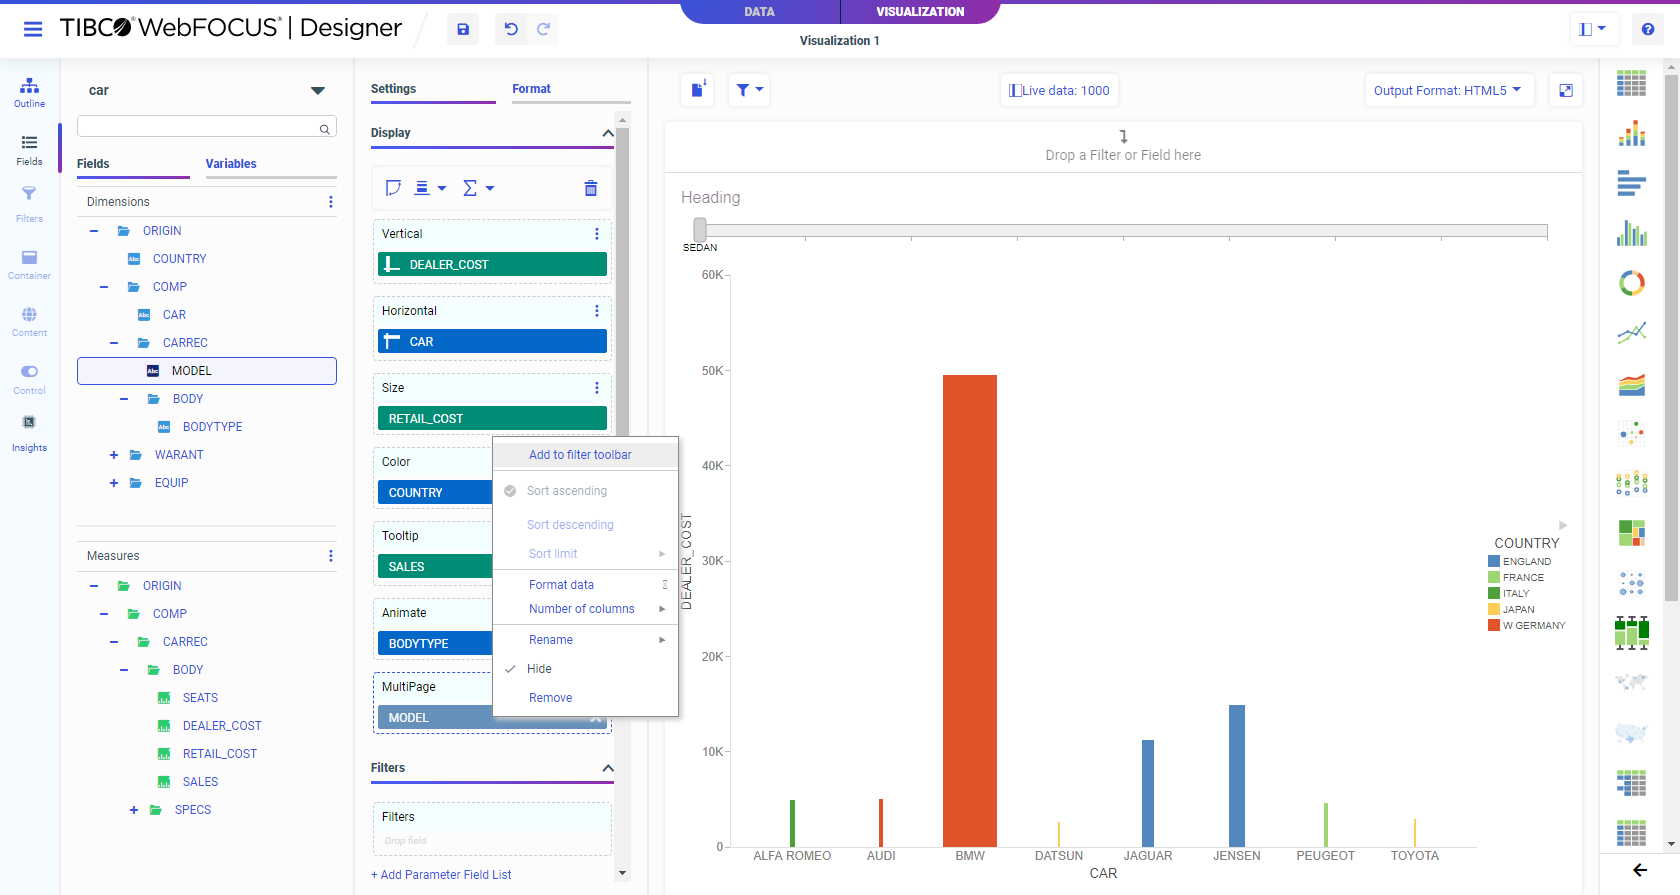 DATA
VISUALIZATION
TIBCO WebFOCUS® | Designer
Visualization 1
Outline
Fields
Filters
Container
Content
Control
Insights
car
Fields
Variables
Dimensions
ORIGIN
COUNTRY
COMP
CAR
CARREC
MODEL
BODY
BODYTYPE
WARANT
EQUIP
Measures
ORIGIN
COMP
CARREC
BODY
SEATS
DEALER_COST
RETAIL_COST
SALES
SPECS
Settings
Format
Display
Vertical
DEALER_COST
Horizontal
CAR
Size
RETAIL_COST
Color
COUNTRY
Tooltip
SALES
Animate
BODYTYPE
MultiPage
MODEL
Filters
Filters
Drop field
+ Add Parameter Field List
Add to filter toolbar
Sort ascending
Sort descending
Sort limit
Format data
Number of columns
Rename
Hide
Remove
Live data: 1000
Output Format: HTML5
Drop a Filter or Field here
Heading
SEDAN
60K
50K
40K
30K
20K
10K
0
DEALER_COST
ALFA ROMEO
AUDI
BMW
DATSUN
JAGUAR
JENSEN
PEUGEOT
TOYOTA
CAR
COUNTRY
ENGLAND
FRANCE
ITALY
JAPAN
W GERMANY